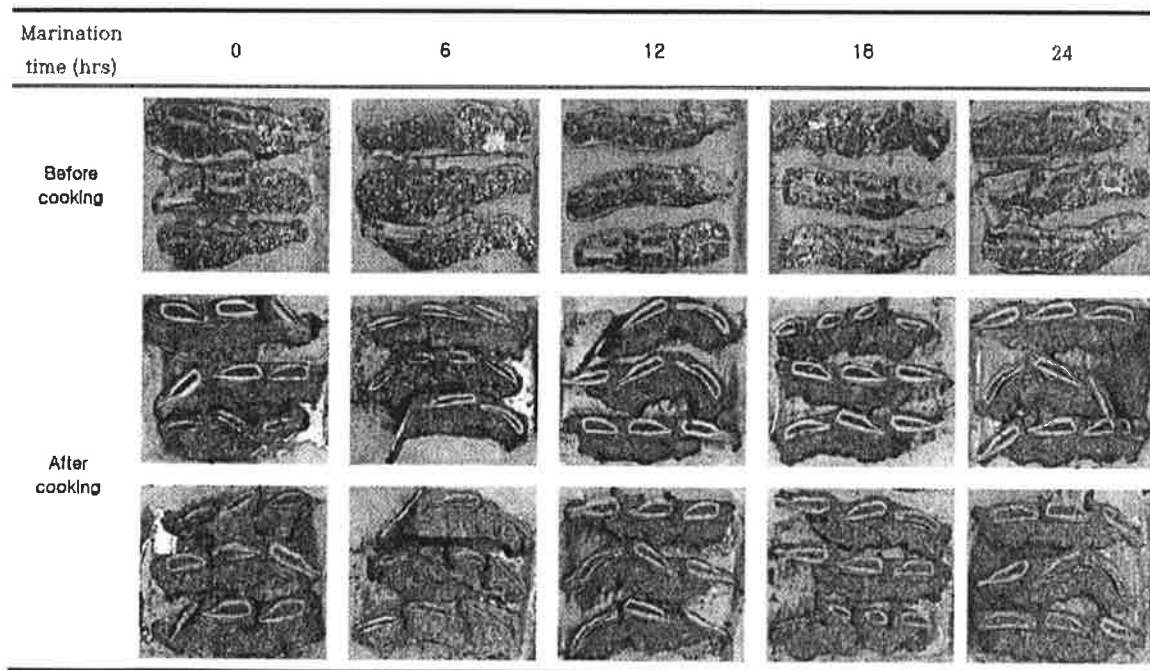 Marination
time (hrs)
0
6
12
18
24
Before
cooking
After
cooking